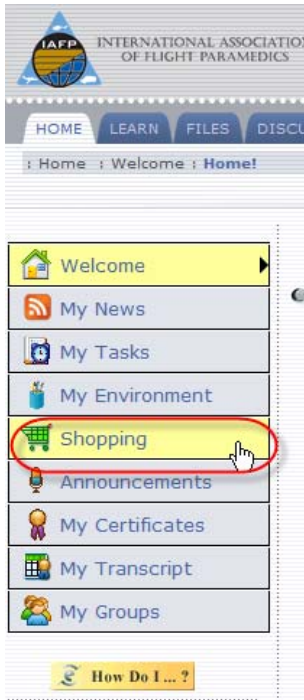 IAFP
INTERNATIONAL ASSOCIATION
OF FLIGHT PARAMEDICS
HOME LEARN FILES DISCU
: Home : Welcome : Home!
Welcome
My News
My Tasks
My Environment
Shopping
Announcements
My Certificates
My Transcript
My Groups
How Do I ... ?